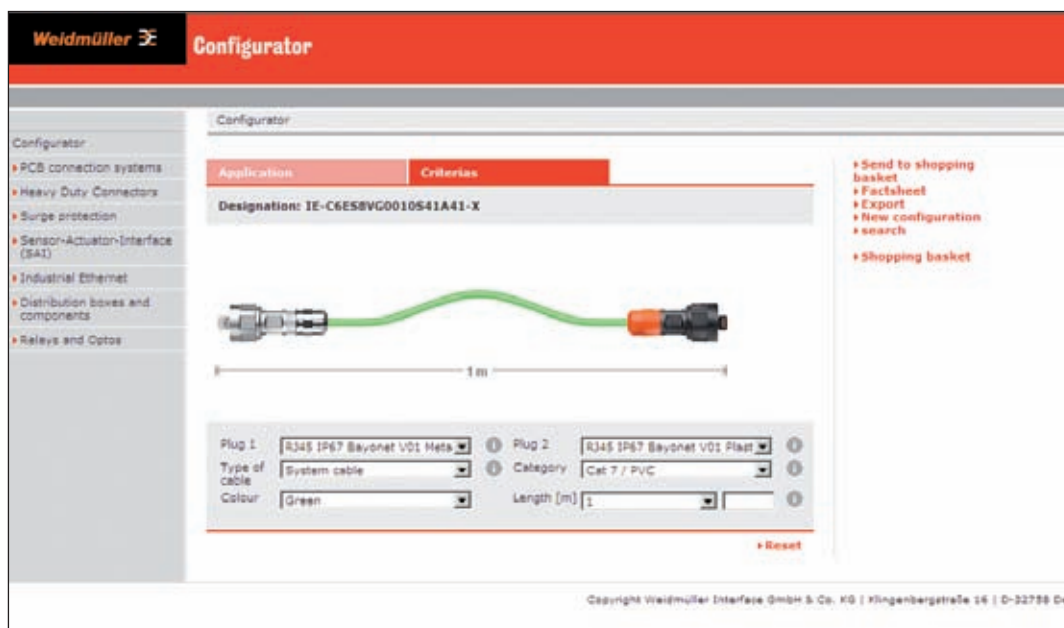 Weidmüller
Configurator
Configurator
Configurator
PCB connection systems
Heavy Duty Connectors
Surge protection
Sensor-Actuator-Interface
(SAI)
Industrial Ethernet
Distribution boxes and
components
Relays and Optos
Application
Criterias
Designation: IE-C6ES8VG0010S41A41-X
1 m
Plug 1 RJ45 IP67 Bayonet V01 Meta
Plug 2 RJ45 IP67 Bayonet V01 Plast
Type of
cable System cable
Category Cat 7 / PVC
Colour Green
Length [m] 1
Reset
Send to shopping
basket
Factsheet
Export
New configuration
search
Shopping basket
Copyright Weidmüller Interface GmbH & Co. KG | Klingenbergstraße 16 | D-32758 De